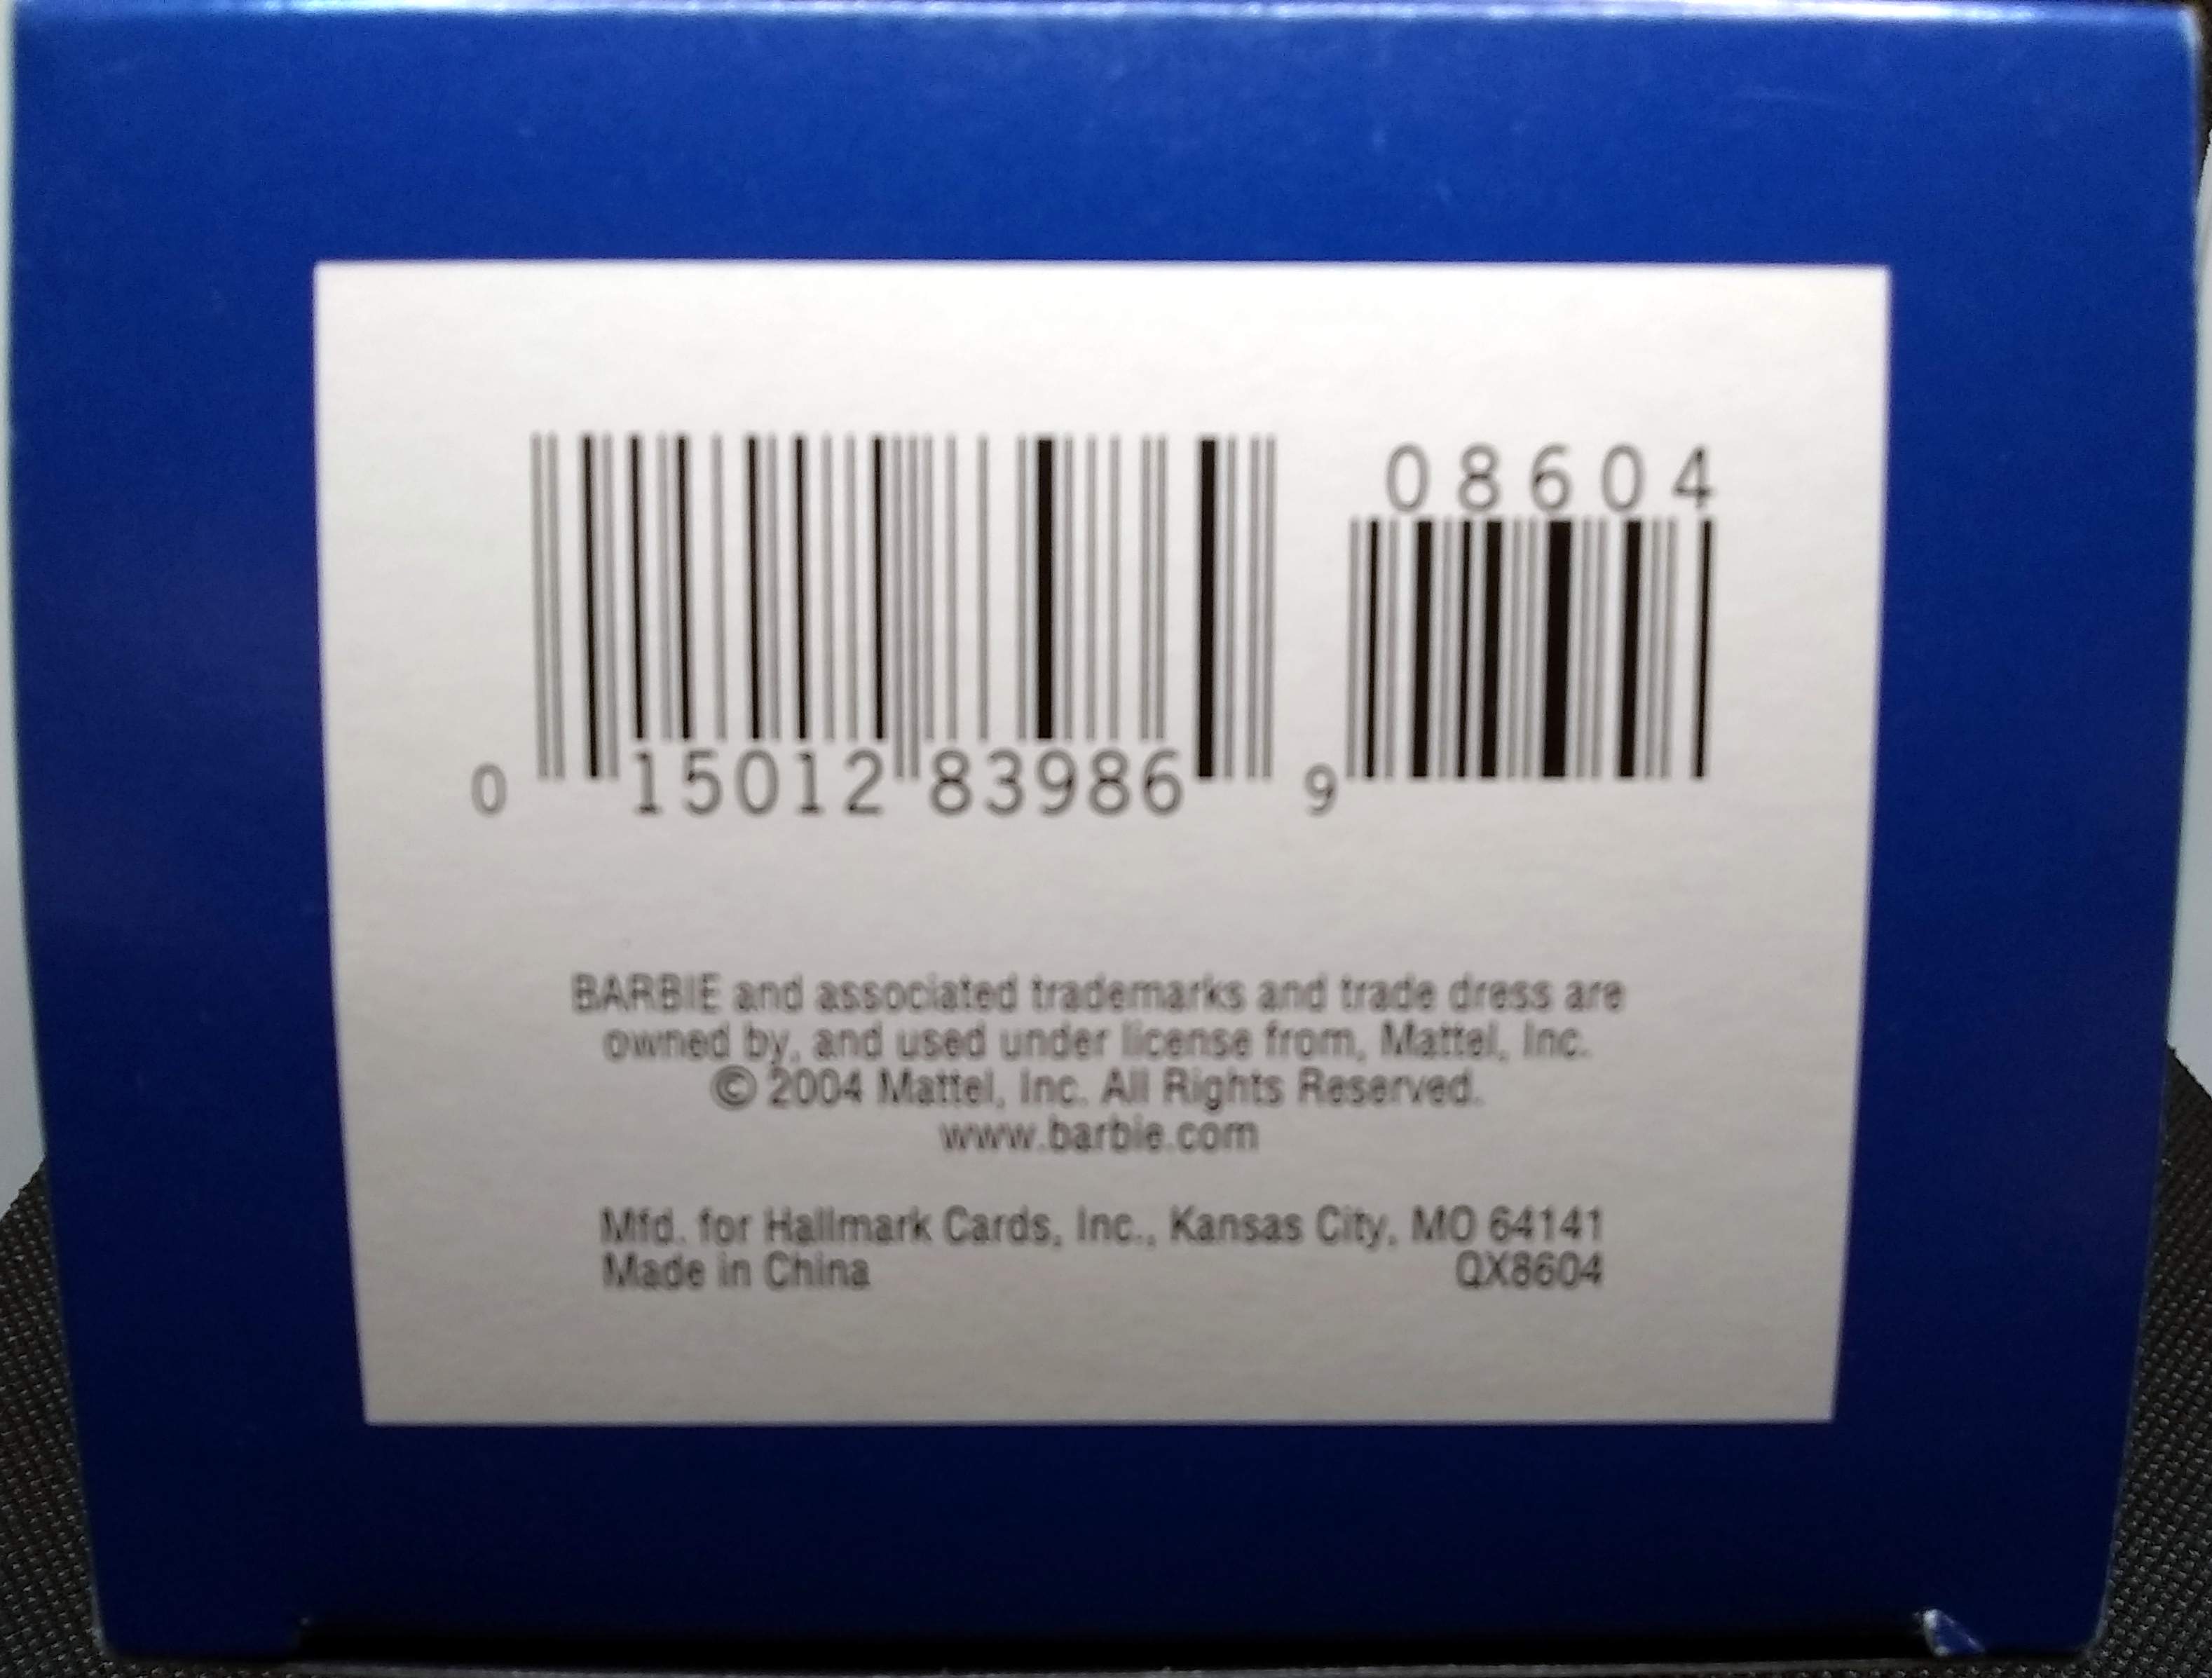 08604
0 15012 83986 9
BARBIE and associated trademarks and trade dress are
owned by, and used under license from, Mattel, Inc.
© 2004 Mattel, Inc. All Rights Reserved.
www.barbie.com
Mfd. for Hallmark Cards, Inc., Kansas City, MO 64141
Made in China QX8604